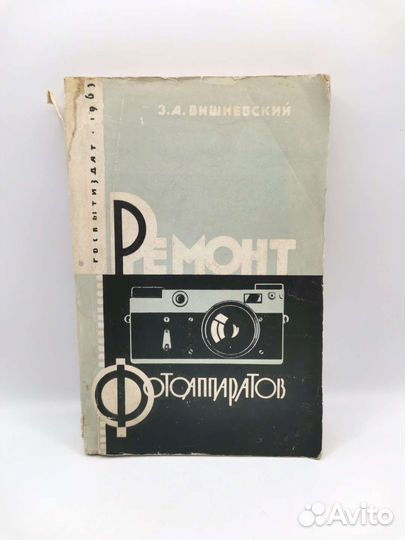 З.А.ВИШНЕВСКИЙ
ГОСБЫТИЗДАТ · 1963
РЕМОНТ
ФОТОАППАРАТОВ
Avito